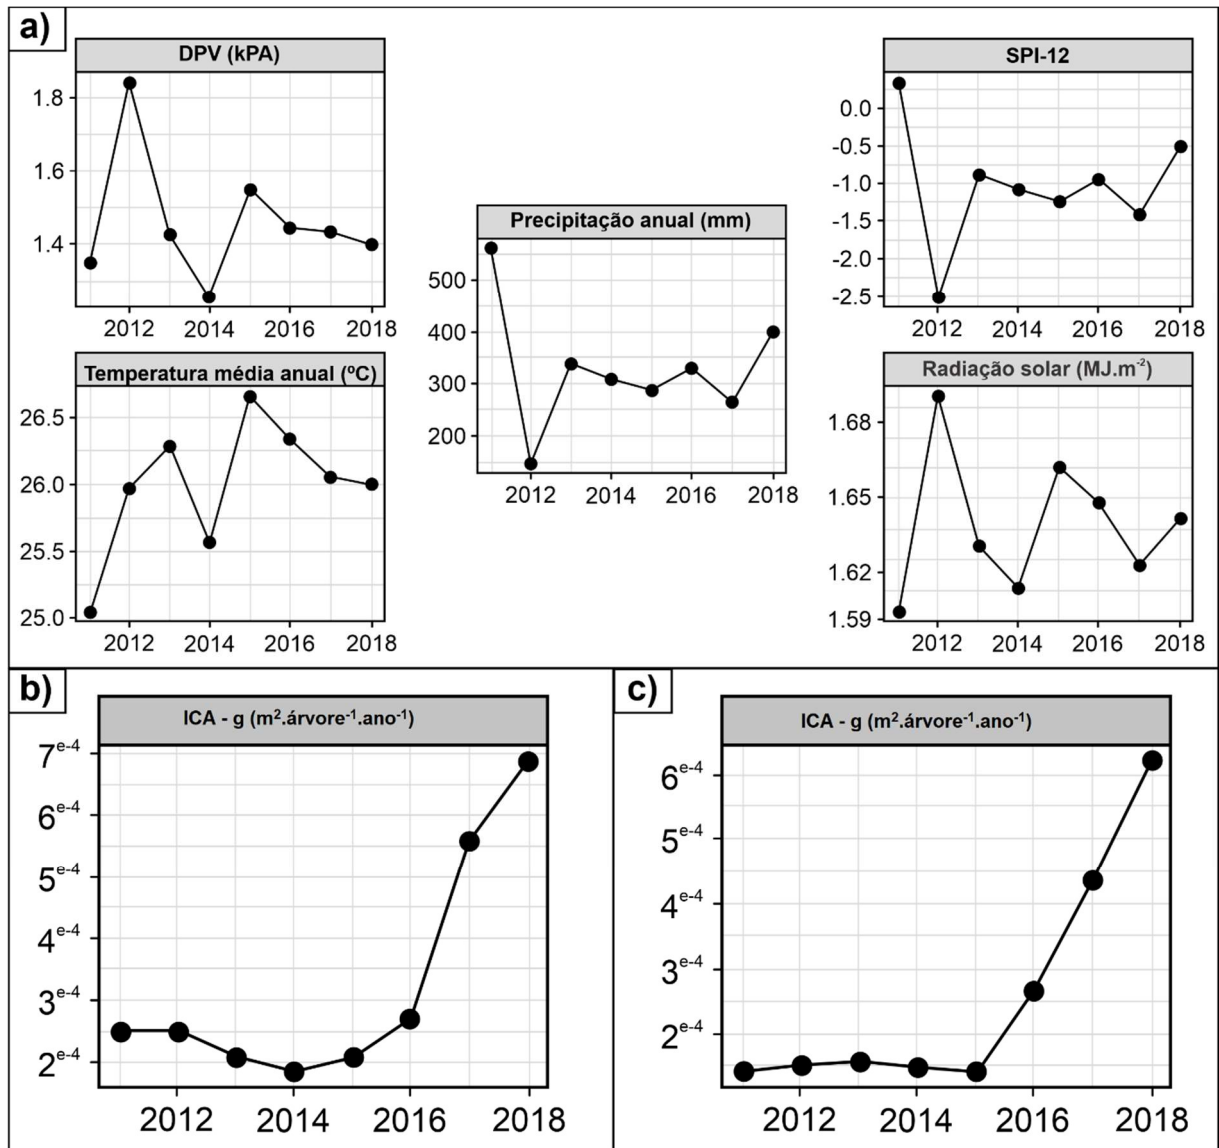 a)
DPV (kPA)
1.8
1.6
1.4
2012 2014 2016 2018
Temperatura média anual (ºC)
26.5
26.0
25.5
25.0
2012 2014 2016 2018
Precipitação anual (mm)
500
400
300
200
2012 2014 2016 2018
SPI-12
0.0
-0.5
-1.0
-1.5
-2.0
-2.5
2012 2014 2016 2018
Radiação solar (MJ.m⁻²)
1.68
1.65
1.62
1.59
2012 2014 2016 2018
b)
ICA - g (m².árvore⁻¹.ano⁻¹)
7ᵉ⁻⁴
6ᵉ⁻⁴
5ᵉ⁻⁴
4ᵉ⁻⁴
3ᵉ⁻⁴
2ᵉ⁻⁴
2012 2014 2016 2018
c)
ICA - g (m².árvore⁻¹.ano⁻¹)
6ᵉ⁻⁴
5ᵉ⁻⁴
4ᵉ⁻⁴
3ᵉ⁻⁴
2ᵉ⁻⁴
2012 2014 2016 2018